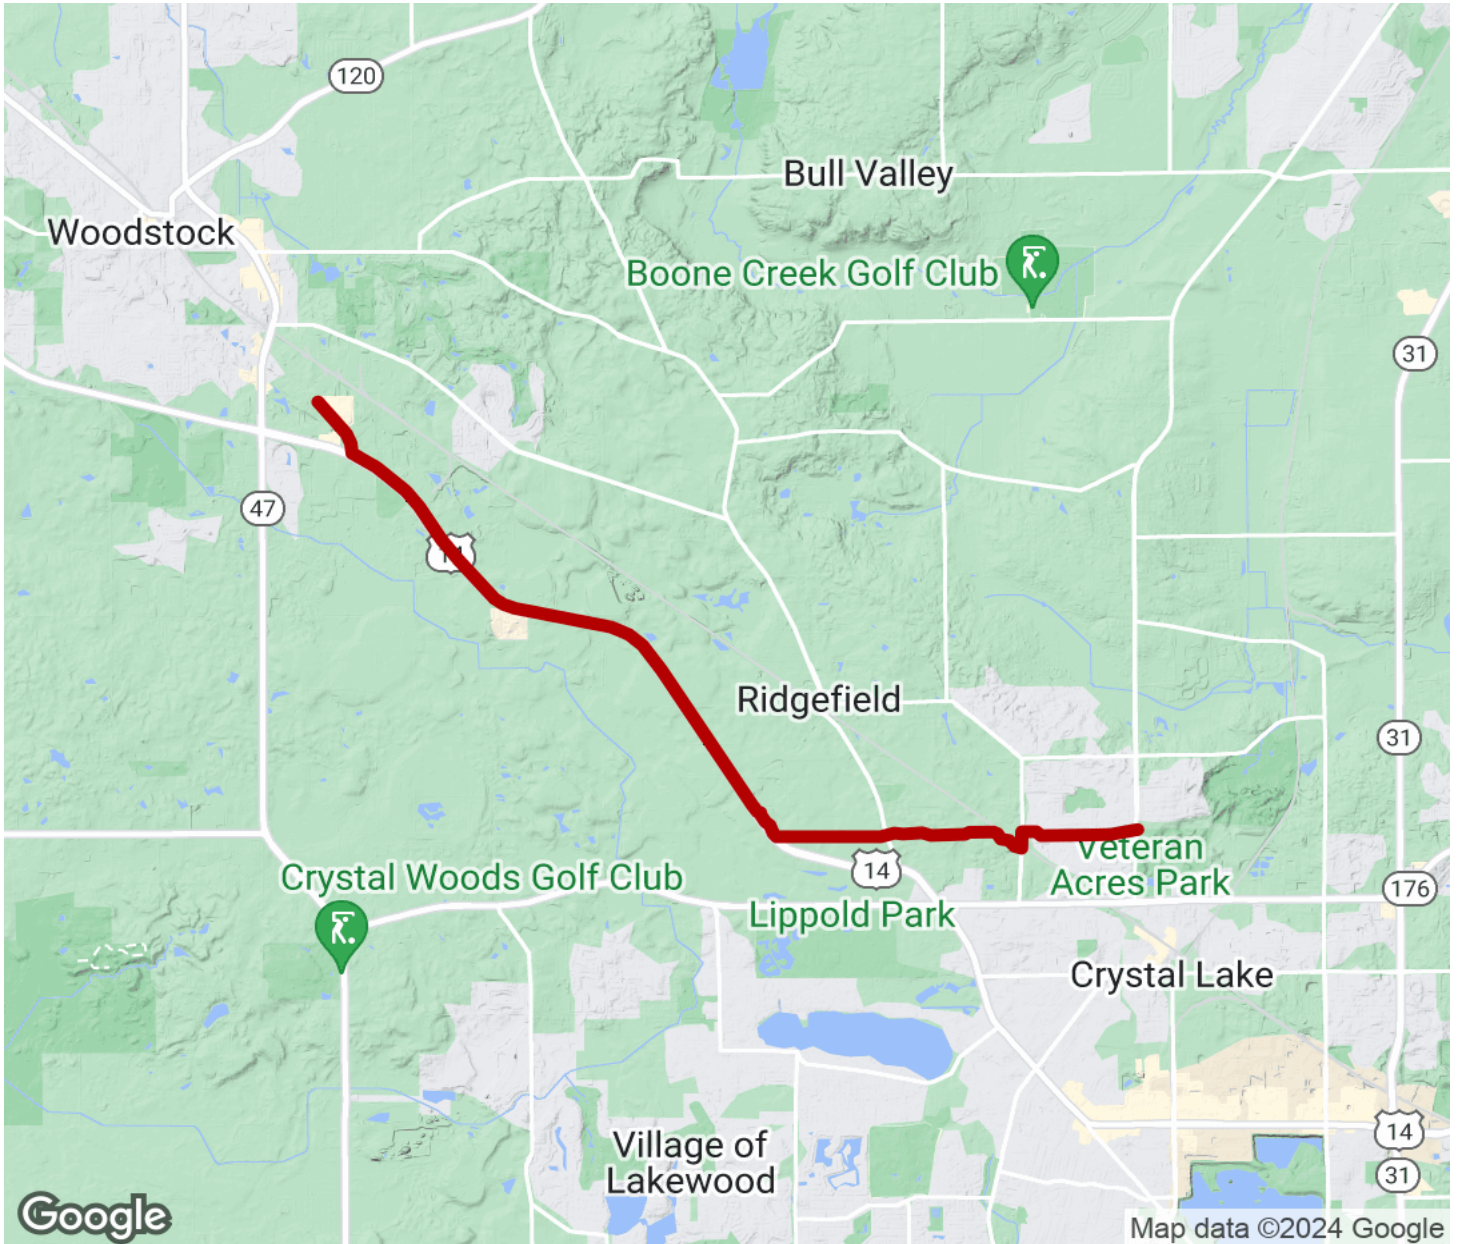 120
Bull Valley
Woodstock
Boone Creek Golf Club
31
47
Ridgefield
31
Veteran
Acres Park
14
Crystal Woods Golf Club
176
Lippold Park
Crystal Lake
Village of
Lakewood
14
31
Google
Map data ©2024 Google